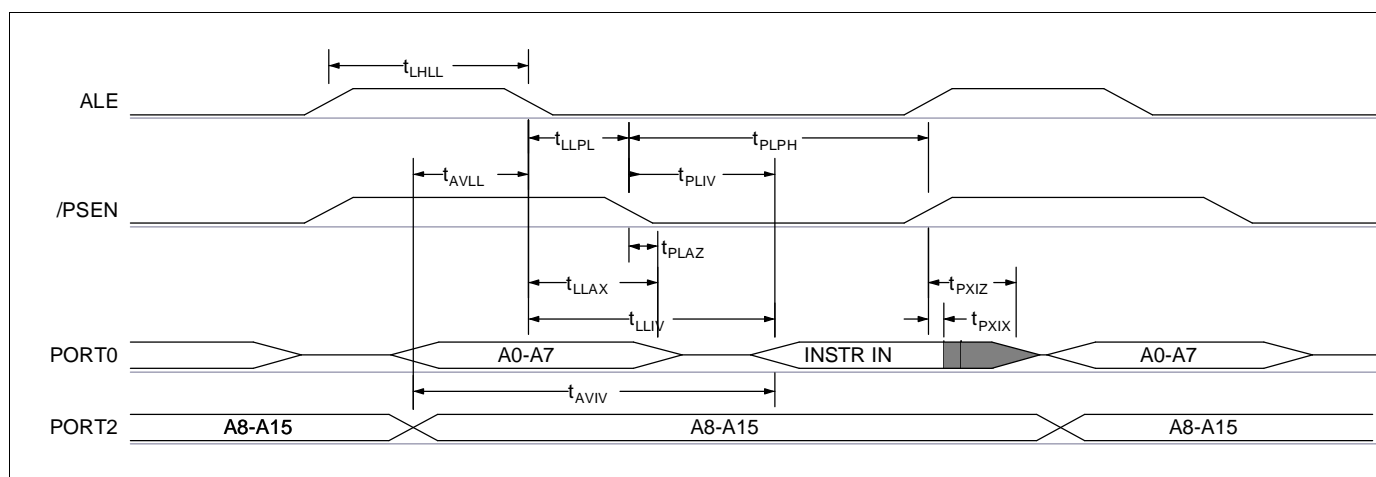 tLHLL
ALE
tLLPL
tPLPH
tAVLL
tPLIV
/PSEN
tPLAZ
tLLAX
tPXIZ
tLLIV
tPXIX
PORT0
A0-A7
INSTR IN
A0-A7
tAVIV
PORT2
A8-A15
A8-A15
A8-A15